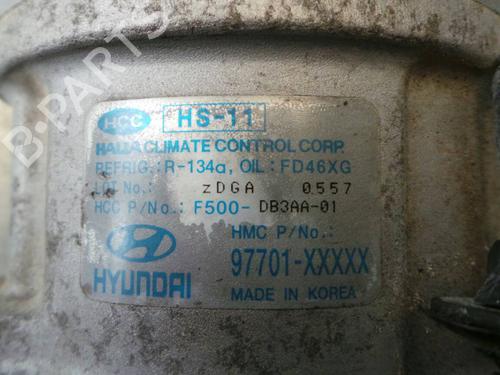 B-PARTS
HCC HS-11
HALLA CLIMATE CONTROL CORP.
REFRIG.: R-134a, OIL: FD46XG
LOT No.: zDGA 0557
HCC P/No.: F500-DB3AA-01
HMC P/No.:
HYUNDAI 97701-XXXXX
MADE IN KOREA